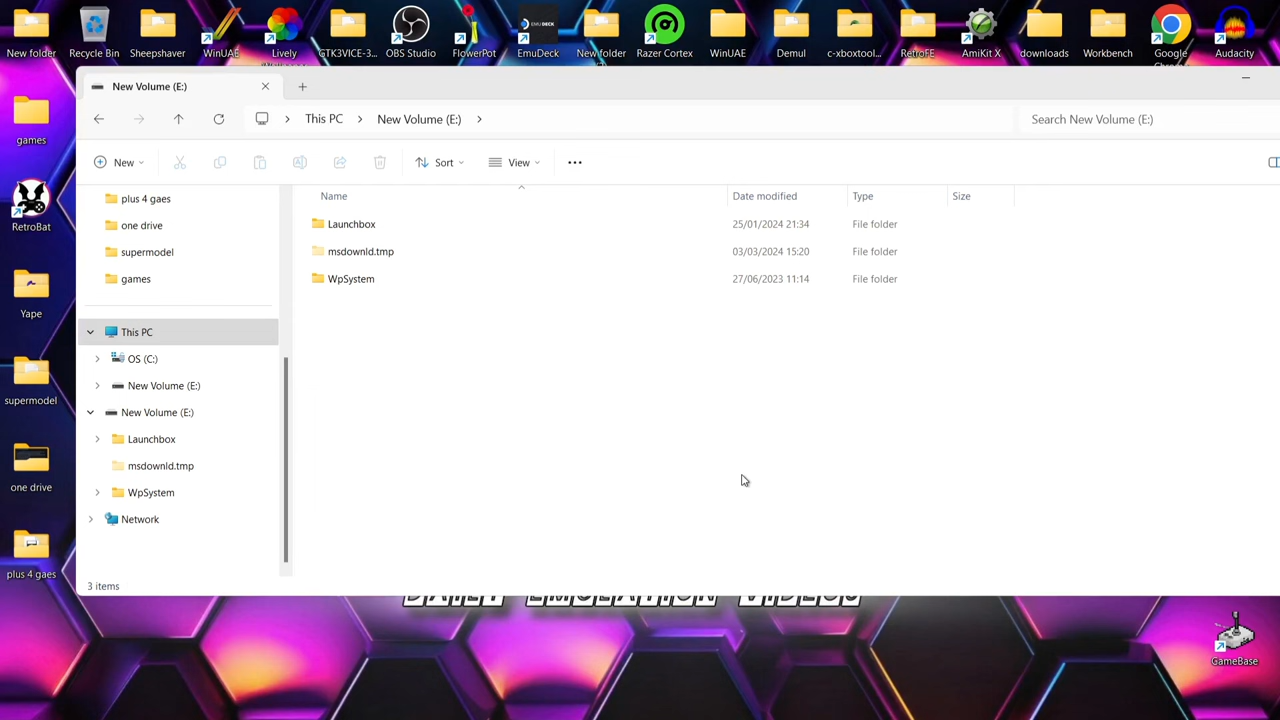 New folder
Recycle Bin
Sheepshaver
WinUAE
Lively
GTK3VICE-3...
OBS Studio
FlowerPot
EmuDeck
New folder
Razer Cortex
WinUAE
Demul
c-xboxtool...
RetroFE
AmiKit X
downloads
Workbench
Google
Audacity
New Volume (E:)
This PC
New Volume (E:)
Search New Volume (E:)
New
Sort
View
games
RetroBat
Yape
supermodel
one drive
plus 4 gaes
plus 4 gaes
one drive
supermodel
games
This PC
OS (C:)
New Volume (E:)
New Volume (E:)
Launchbox
msdownld.tmp
WpSystem
Network
Name Date modified Type Size
Launchbox 25/01/2024 21:34 File folder
msdownld.tmp 03/03/2024 15:20 File folder
WpSystem 27/06/2023 11:14 File folder
3 items
DAILY EMULATION VIDEOS
GameBase